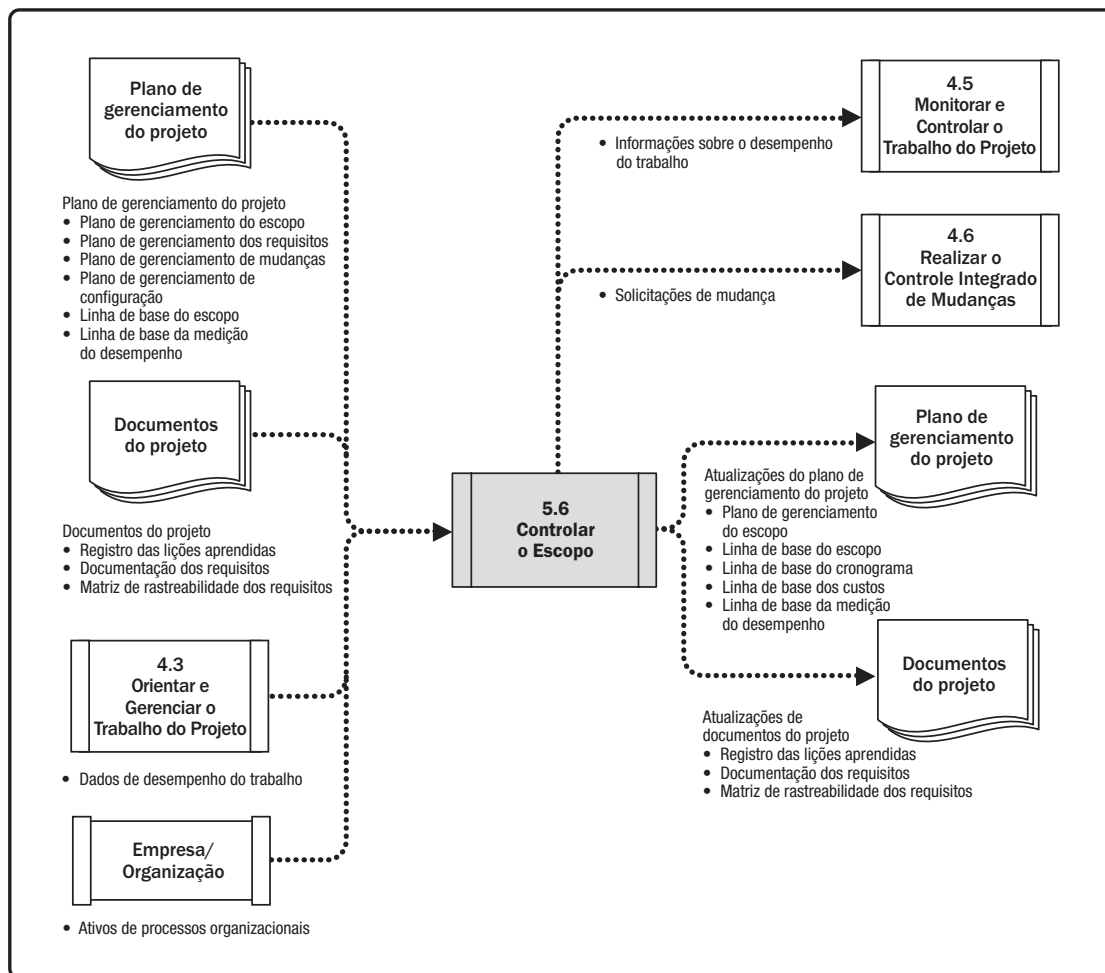 Plano de
gerenciamento
do projeto
Plano de gerenciamento do projeto
• Plano de gerenciamento do escopo
• Plano de gerenciamento dos requisitos
• Plano de gerenciamento de mudanças
• Plano de gerenciamento de
configuração
• Linha de base do escopo
• Linha de base da medição
do desempenho
Documentos
do projeto
Documentos do projeto
• Registro das lições aprendidas
• Documentação dos requisitos
• Matriz de rastreabilidade dos requisitos
4.3
Orientar e
Gerenciar o
Trabalho do Projeto
• Dados de desempenho do trabalho
Empresa/
Organização
• Ativos de processos organizacionais
5.6
Controlar
o Escopo
• Informações sobre o desempenho
do trabalho
4.5
Monitorar e
Controlar o
Trabalho do Projeto
• Solicitações de mudança
4.6
Realizar o
Controle Integrado
de Mudanças
Plano de
gerenciamento
do projeto
Atualizações do plano de
gerenciamento do projeto
• Plano de gerenciamento
do escopo
• Linha de base do escopo
• Linha de base do cronograma
• Linha de base dos custos
• Linha de base da medição
do desempenho
Documentos
do projeto
Atualizações de
documentos do projeto
• Registro das lições aprendidas
• Documentação dos requisitos
• Matriz de rastreabilidade dos requisitos